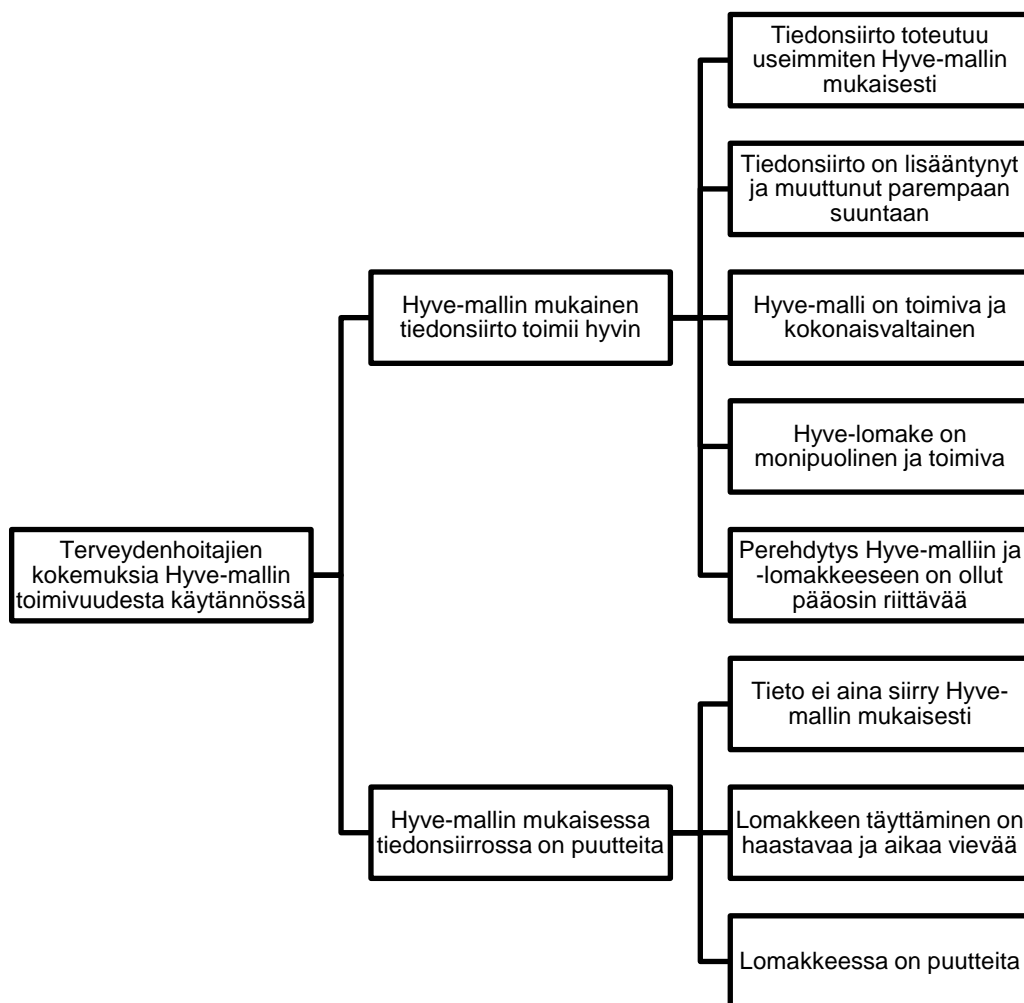 Tiedonsiirto toteutuu
useimmiten Hyve-mallin
mukaisesti
Tiedonsiirto on lisääntynyt
ja muuttunut parempaan
suuntaan
Hyve-mallin mukainen
tiedonsiirto toimii hyvin
Hyve-malli on toimiva ja
kokonaisvaltainen
Hyve-lomake on
monipuolinen ja toimiva
Terveydenhoitajien
kokemuksia Hyve-mallin
toimivuudesta käytännössä
Perehdytys Hyve-malliin ja
-lomakkeeseen on ollut
pääosin riittävää
Tieto ei aina siirry Hyve-
mallin mukaisesti
Hyve-mallin mukaisessa
tiedonsiirrossa on puutteita
Lomakkeen täyttäminen on
haastavaa ja aikaa vievää
Lomakkeessa on puutteita